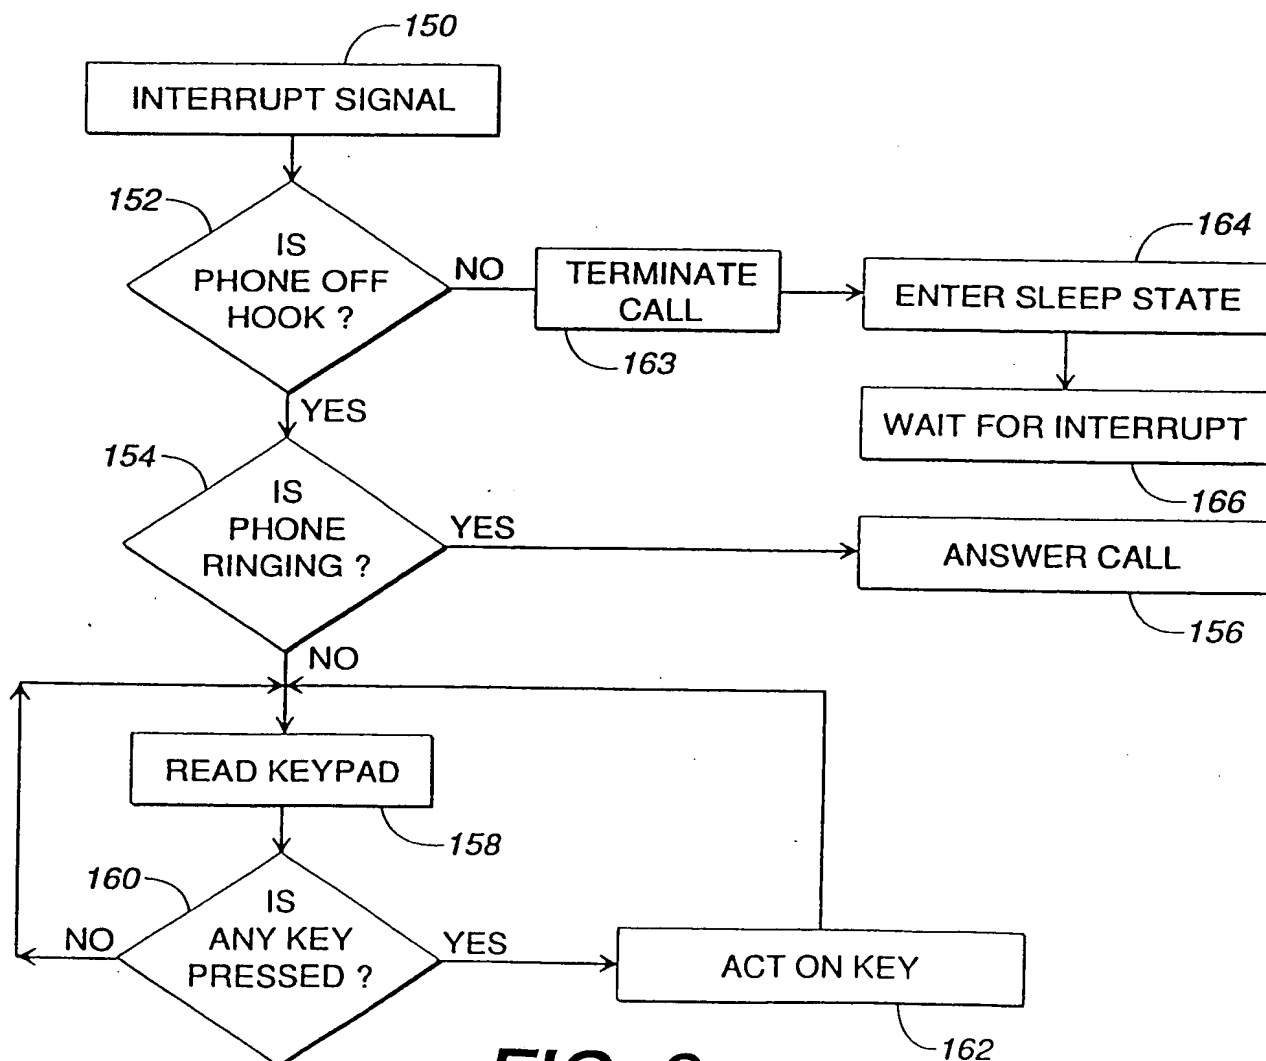 150
INTERRUPT SIGNAL
152
IS
PHONE OFF
HOOK ?
NO
TERMINATE
CALL
163
164
ENTER SLEEP STATE
WAIT FOR INTERRUPT
166
YES
154
IS
PHONE
RINGING ?
YES
ANSWER CALL
156
NO
READ KEYPAD
158
160
IS
ANY KEY
PRESSED ?
NO
YES
ACT ON KEY
162
FIG.